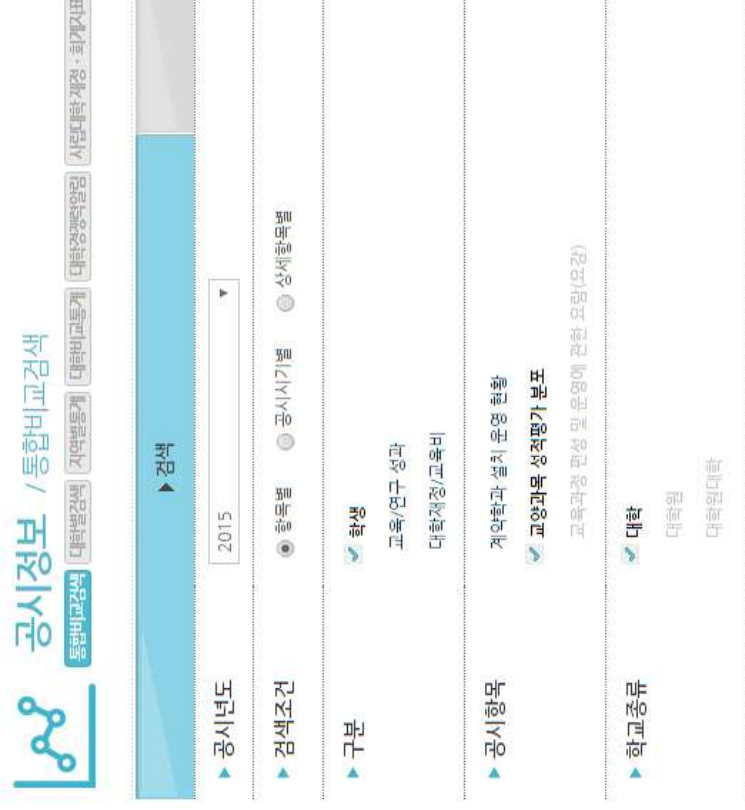 공시정보 / 통합비교검색
통합비교검색 대학별검색 지역별통계 대학비교통계 대학경쟁력알림 사립대학 재정·회계지표
▶ 검색
▶ 공시년도 2015 ▼
▶ 검색조건 항목별 공시시기별 상세항목별
▶ 구분 학생
교육/연구 성과
대학재정/교육비
▶ 공시항목 계약학과 설치 운영 현황
교양과목 성적평가 분포
교육과정 편성 및 운영에 관한 요람(요강)
▶ 학교종류 대학
대학원
대학원대학